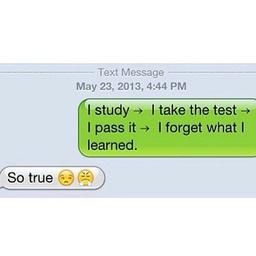 Text Message
May 23, 2013, 4:44 PM
I study → I take the test →
I pass it → I forget what I
learned.
So true 😒😤